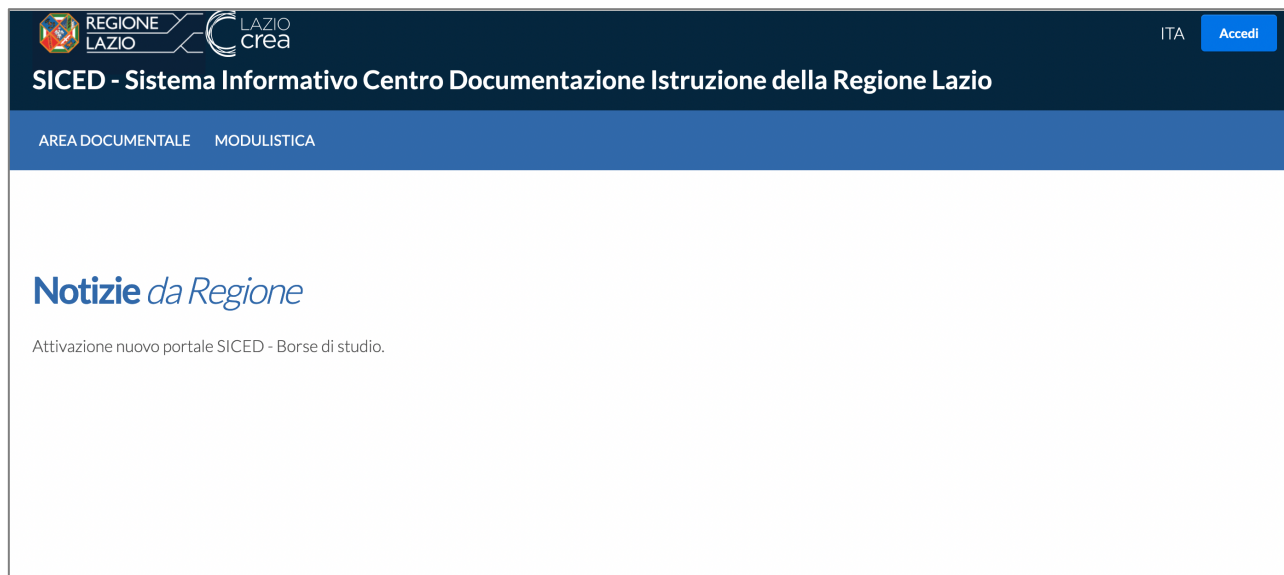 REGIONE
LAZIO
LAZIO
crea
ITA
Accedi
SICED - Sistema Informativo Centro Documentazione Istruzione della Regione Lazio
AREA DOCUMENTALE MODULISTICA
Notizie da Regione
Attivazione nuovo portale SICED - Borse di studio.